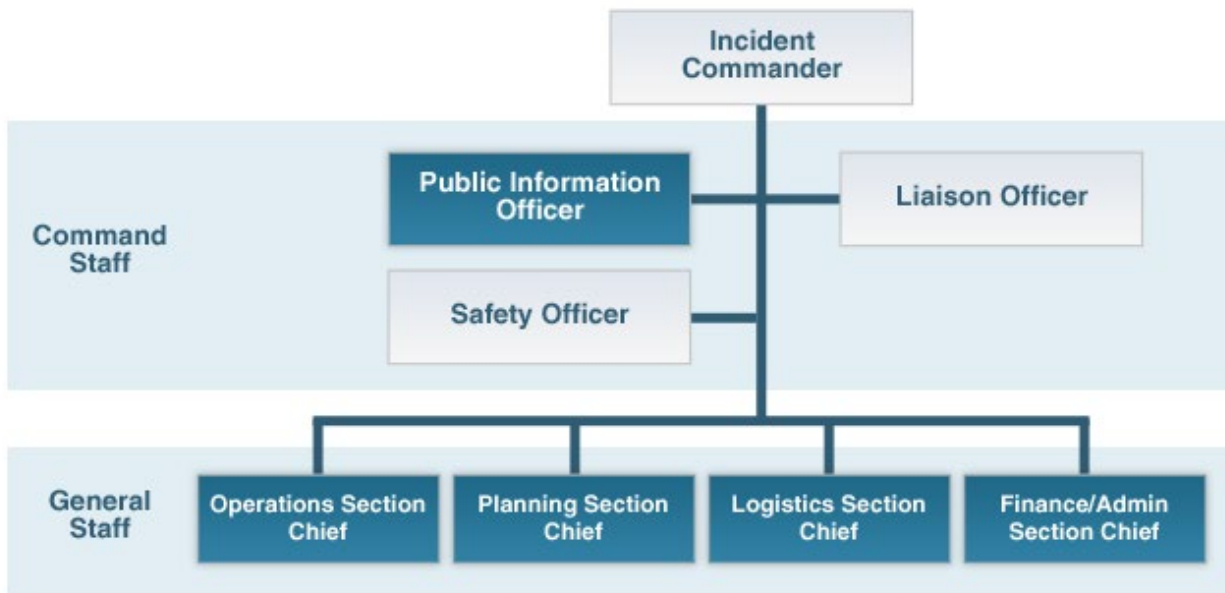 Incident
Commander
Command
Staff
Public Information
Officer
Liaison Officer
Safety Officer
General
Staff
Operations Section
Chief
Planning Section
Chief
Logistics Section
Chief
Finance/Admin
Section Chief